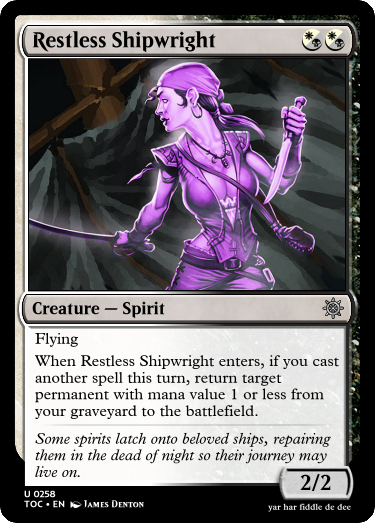 Restless Shipwright
Creature — Spirit
Flying
When Restless Shipwright enters, if you cast
another spell this turn, return target
permanent with mana value 1 or less from
your graveyard to the battlefield.
Some spirits latch onto beloved ships, repairing
them in the dead of night so their journey may
live on.
2/2
U 0258
TOC • EN James Denton
yar har fiddle de dee